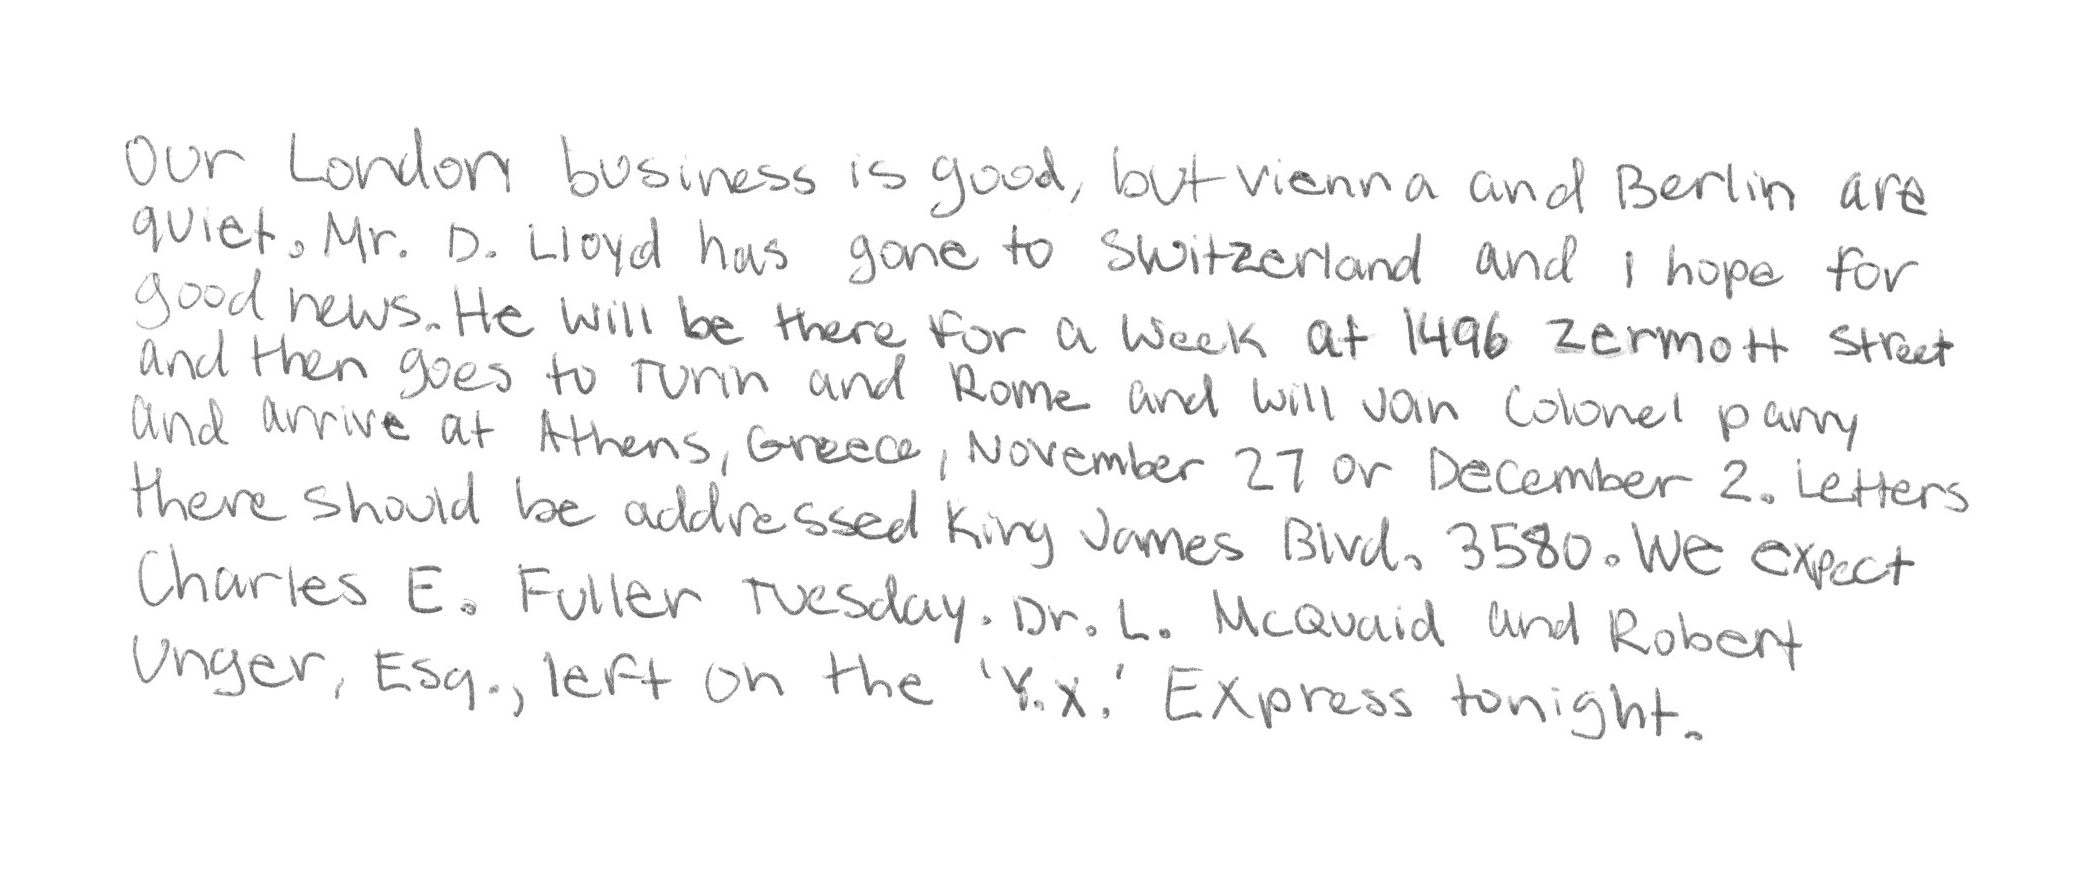 Our London business is good, but vienna and Berlin are
quiet. Mr. D. Lloyd has gone to Switzerland and I hope for
good news. He will be there for a week at 1496 Zermott Street
and then goes to Turin and Rome and will join Colonel parry
and arrive at Athens, Greece, November 27 or December 2. Letters
there should be addressed King James Blvd. 3580. We expect
Charles E. Fuller Tuesday. Dr. L. McQuaid and Robert
Unger, Esq., left on the 'Y.X.' Express tonight.